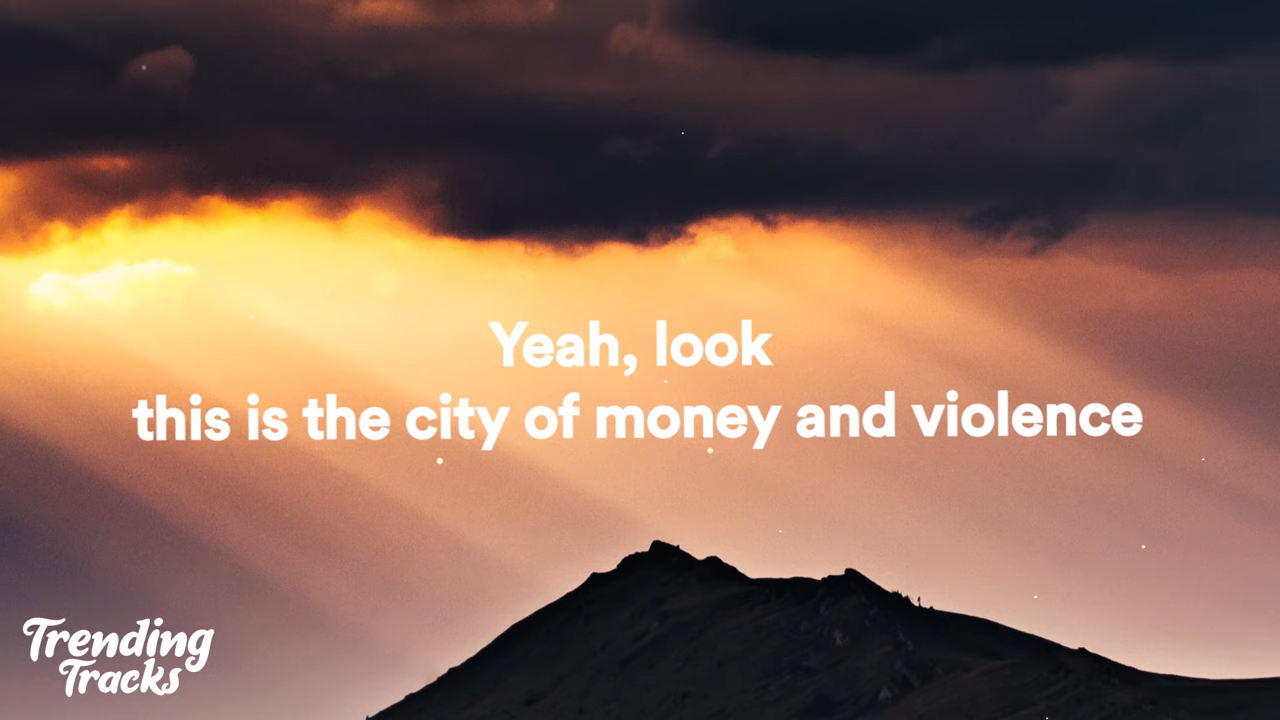 Yeah, look
this is the city of money and violence
Trending
Tracks